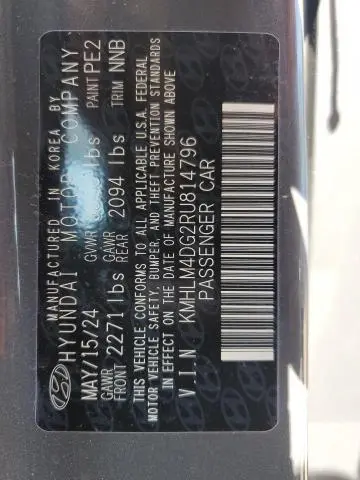 MANUFACTURED IN KOREA BY
HYUNDAI MOTOR COMPANY
MAY/15/24 GVWR lbs PAINT PE2
GAWR FRONT 2271 lbs GAWR REAR 2094 lbs TRIM NNB
THIS VEHICLE CONFORMS TO ALL APPLICABLE U.S.A. FEDERAL
MOTOR VEHICLE SAFETY, BUMPER, AND THEFT PREVENTION STANDARDS
IN EFFECT ON THE DATE OF MANUFACTURE SHOWN ABOVE
V.I.N KMHLM4DG2RU814796
PASSENGER CAR